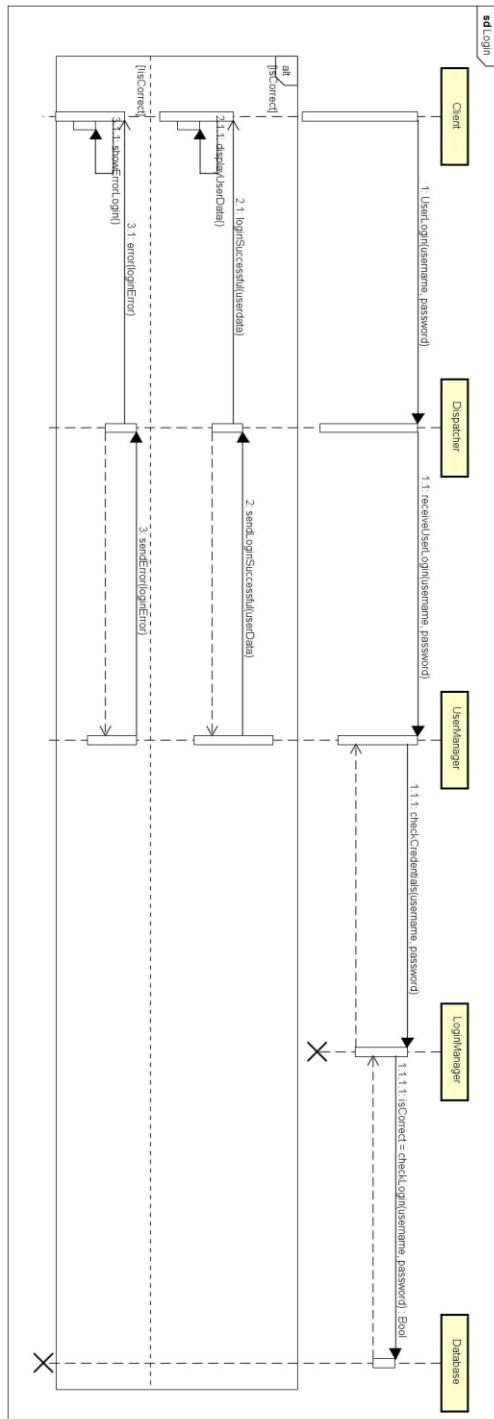 sd Login
Client
Dispatcher
UserManager
LoginManager
Database
1: UserLogin(username, password)
1.1: receiveUserLogin(username, password)
1.1.1: checkCredentials(username, password)
1.1.1.1: isCorrect = checkLogin(username, password) : Bool
alt
[isCorrect]
2: sendLoginSuccessful(userData)
2.1: loginSuccessful(userdata)
2.1.1: displayUserData()
[!isCorrect]
3: sendError(loginError)
3.1: error(loginError)
3.1.1: showErrorLogin()